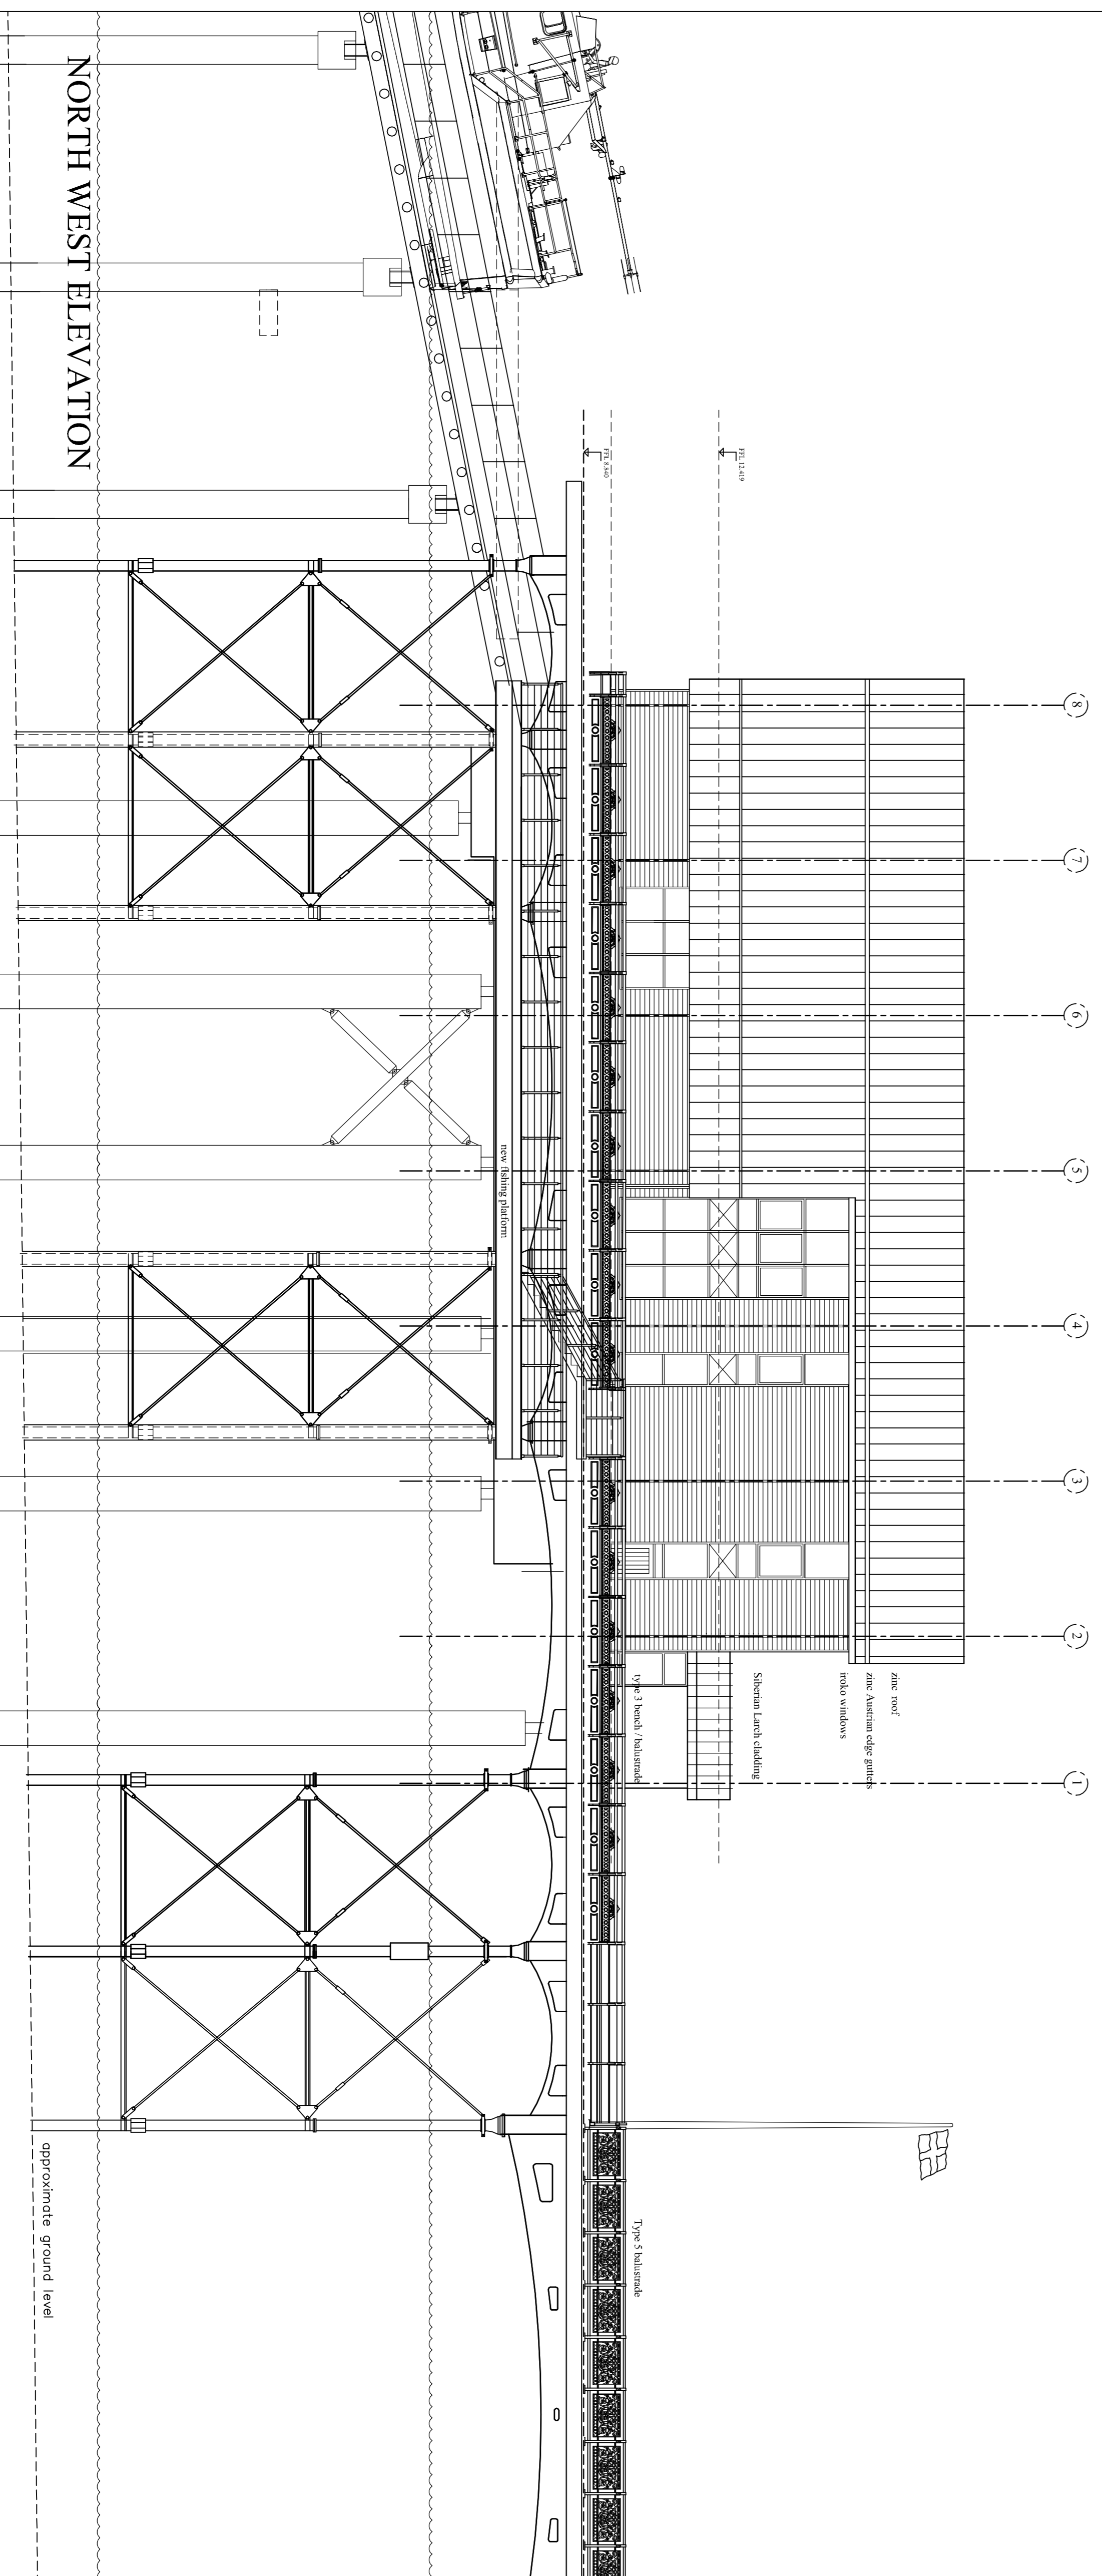 8
7
6
5
4
3
2
1
zinc roof
zinc Austrian edge gutters
iroko windows
Siberian Larch cladding
FFL 12.419
type 3 bench / balustrade
Type 5 balustrade
FFL 8.840
new fishing platform
NORTH WEST ELEVATION
approximate ground level